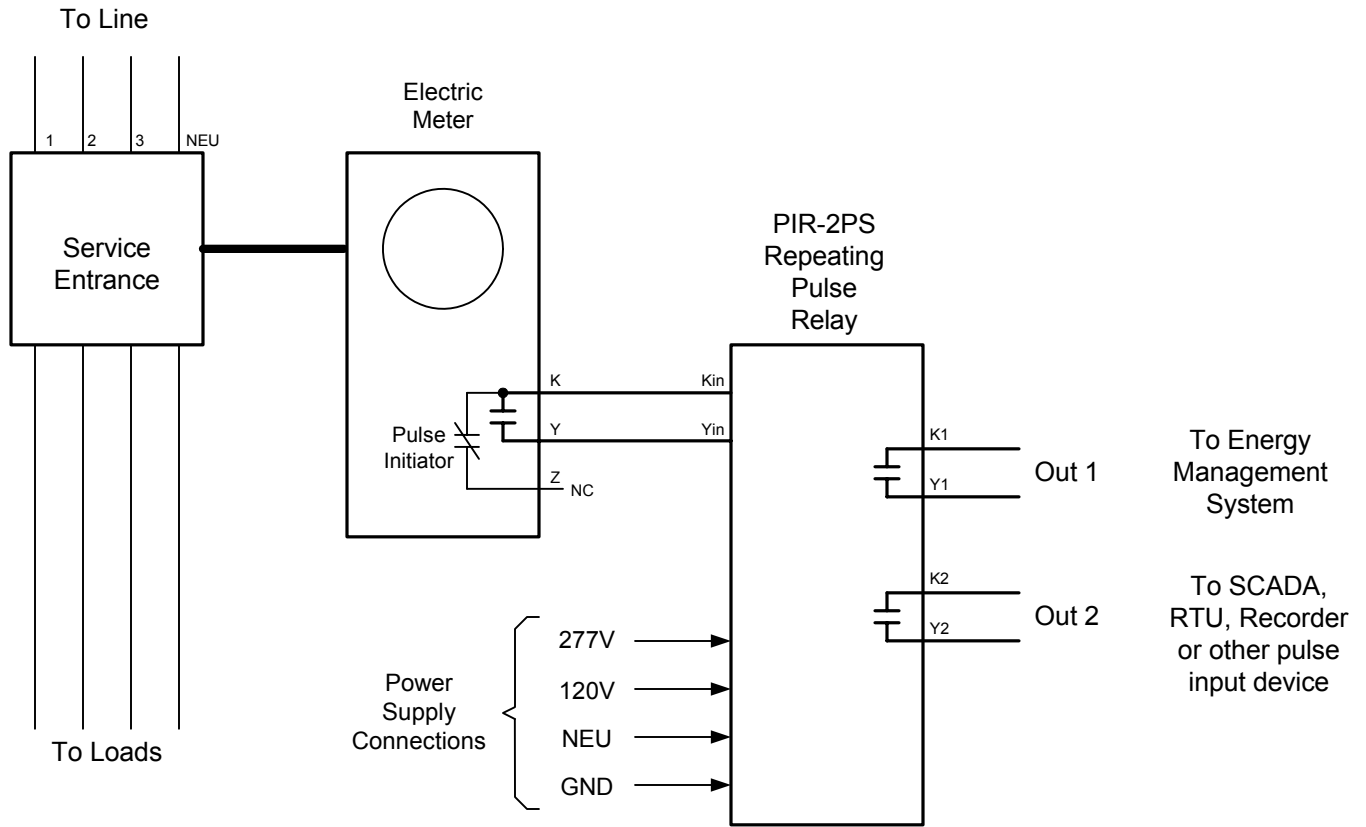 To Line
1
2
3
NEU
Service
Entrance
To Loads
Electric
Meter
Pulse
Initiator
K
Y
Z
NC
PIR-2PS
Repeating
Pulse
Relay
Kin
Yin
Power
Supply
Connections
277V
120V
NEU
GND
K1
Y1
Out 1
To Energy
Management
System
K2
Y2
Out 2
To SCADA,
RTU, Recorder
or other pulse
input device